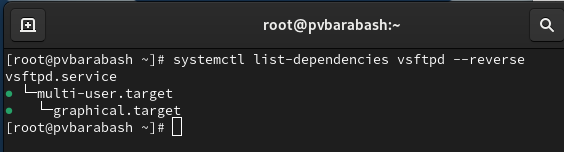 root@pvbarabash:~
[root@pvbarabash ~]# systemctl list-dependencies vsftpd --reverse
vsftpd.service
● └─multi-user.target
●   └─graphical.target
[root@pvbarabash ~]#